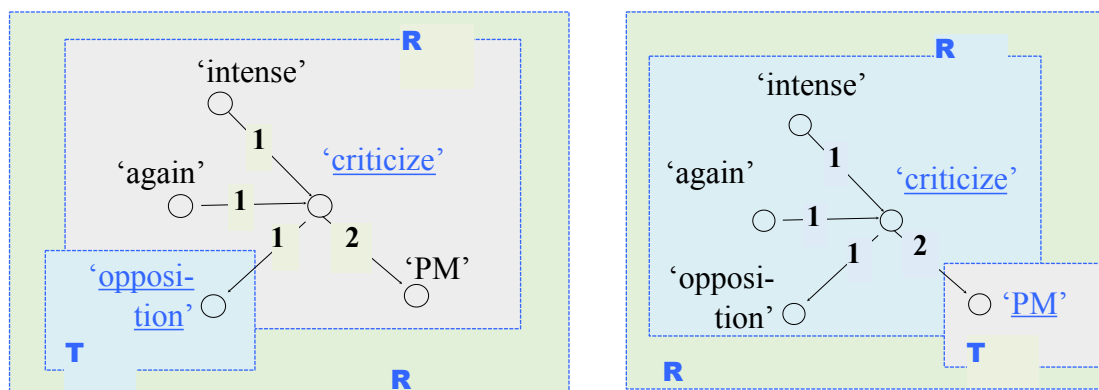 R
‘intense’
1
‘again’
‘criticize’
1
1
2
‘opposi-
tion’
‘PM’
T
R
R
‘intense’
1
‘again’
‘criticize’
1
1
2
‘opposi-
tion’
‘PM’
T
R